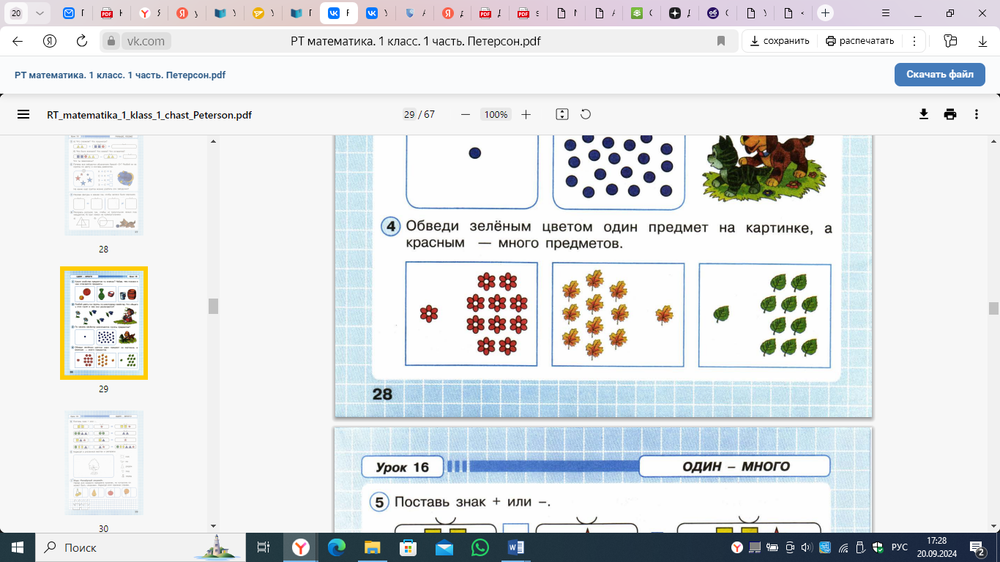 20
vk.com
РТ математика. 1 класс. 1 часть. Петерсон.pdf
сохранить
распечатать
РТ математика. 1 класс. 1 часть. Петерсон.pdf
Скачать файл
RT_matematika_1_klass_1_chast_Peterson.pdf
29 / 67
100%
28
29
30
4 Обведи зелёным цветом один предмет на картинке, а
красным — много предметов.
28
Урок 16
ОДИН – МНОГО
5 Поставь знак + или –.
Поиск
РУС
17:28
20.09.2024
2